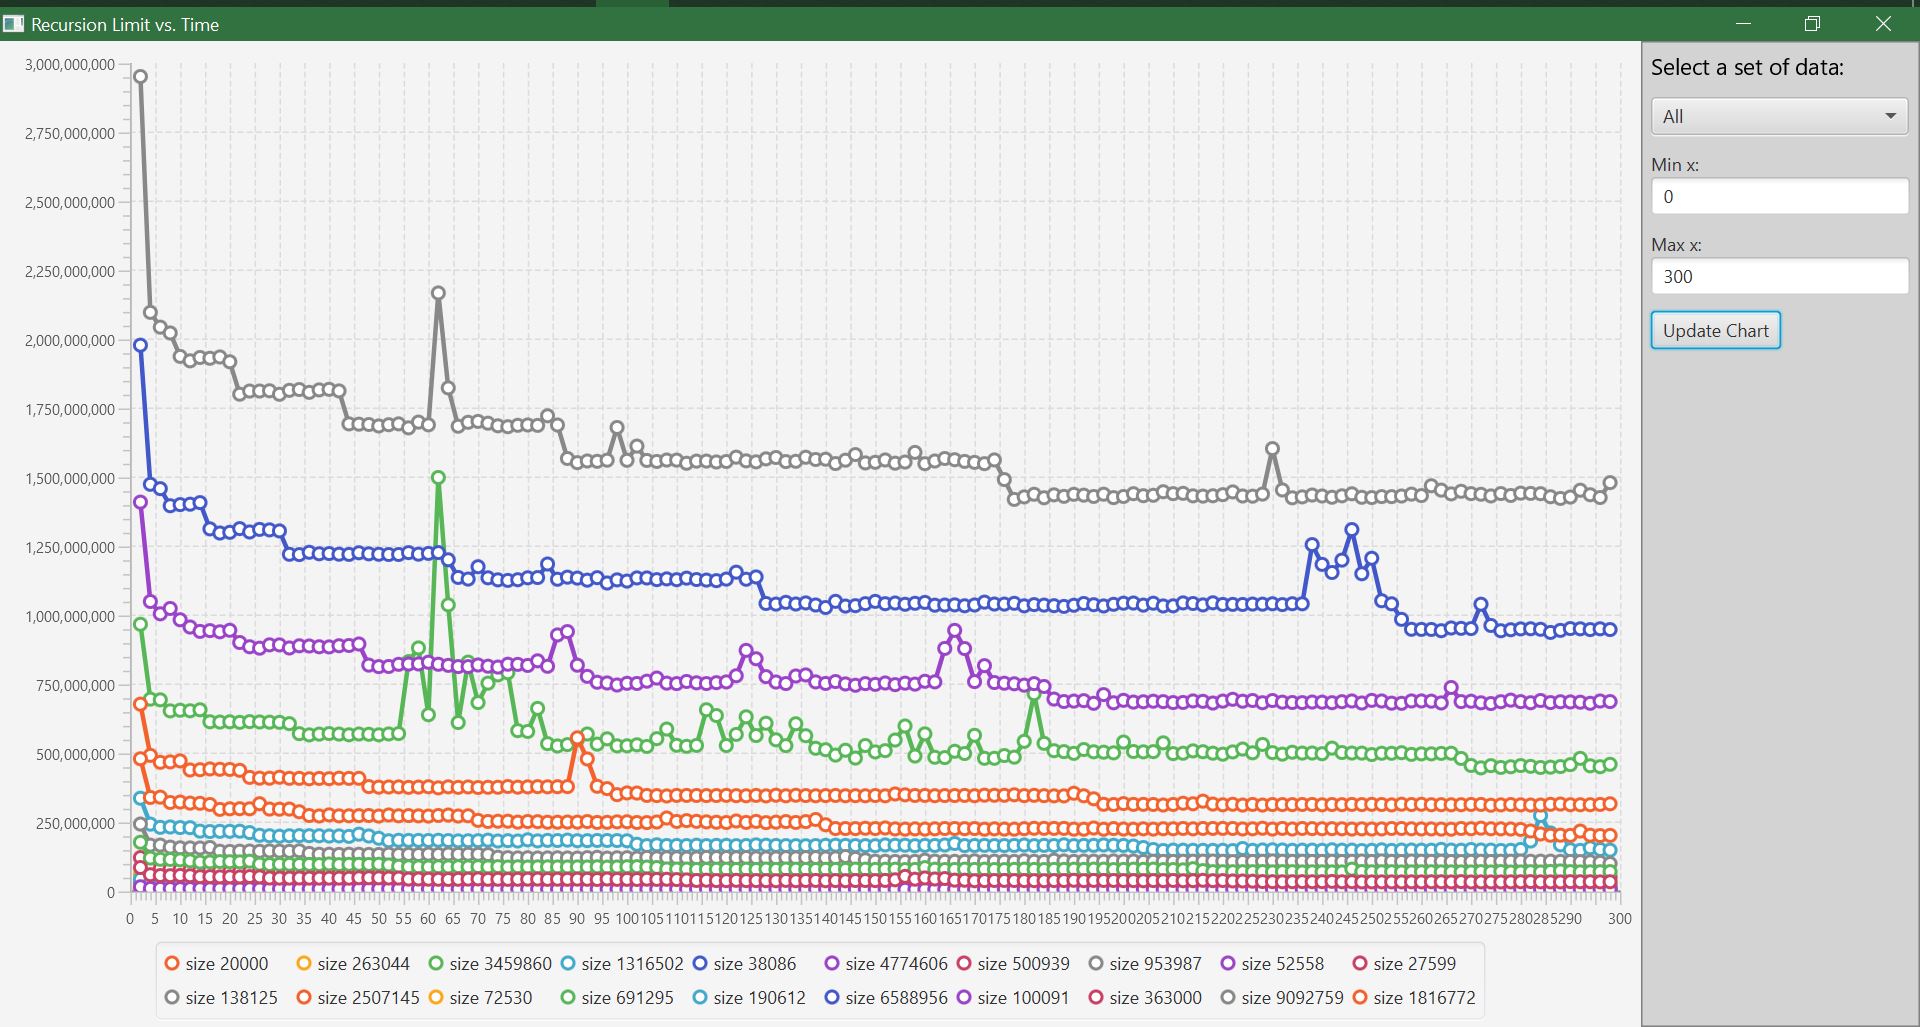 Recursion Limit vs. Time
3,000,000,000
2,750,000,000
2,500,000,000
2,250,000,000
2,000,000,000
1,750,000,000
1,500,000,000
1,250,000,000
1,000,000,000
750,000,000
500,000,000
250,000,000
0
0 5 10 15 20 25 30 35 40 45 50 55 60 65 70 75 80 85 90 95 100 105 110 115 120 125 130 135 140 145 150 155 160 165 170 175 180 185 190 195 200 205 210 215 220 225 230 235 240 245 250 255 260 265 270 275 280 285 290 300
size 20000 size 263044 size 3459860 size 1316502 size 38086 size 4774606 size 500939 size 953987 size 52558 size 27599
size 138125 size 2507145 size 72530 size 691295 size 190612 size 6588956 size 100091 size 363000 size 9092759 size 1816772
Select a set of data:
All
Min x:
0
Max x:
300
Update Chart